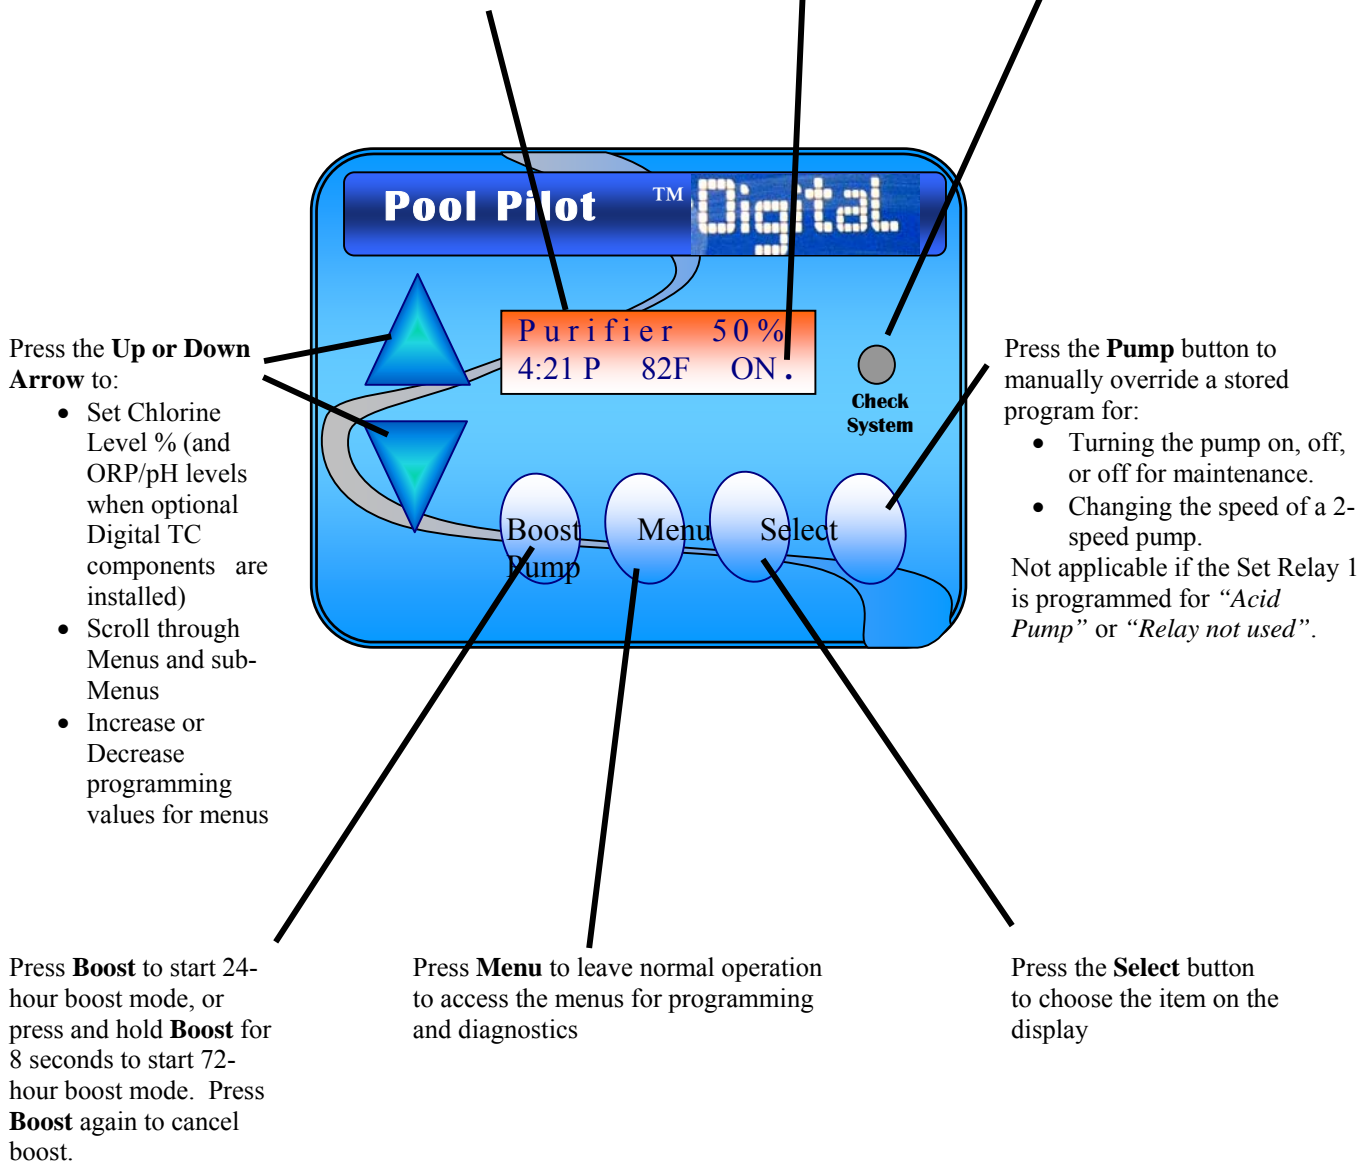 Pool Pilot ™ Digital
Purifier 50%
4:21 P 82F ON.
Check
System
Boost Menu Select
Pump
Press the Up or Down
Arrow to:
• Set Chlorine
Level % (and
ORP/pH levels
when optional
Digital TC
components are
installed)
• Scroll through
Menus and sub-
Menus
• Increase or
Decrease
programming
values for menus
Press the Pump button to
manually override a stored
program for:
• Turning the pump on, off,
or off for maintenance.
• Changing the speed of a 2-
speed pump.
Not applicable if the Set Relay 1
is programmed for “Acid
Pump” or “Relay not used”.
Press Boost to start 24-
hour boost mode, or
press and hold Boost for
8 seconds to start 72-
hour boost mode. Press
Boost again to cancel
boost.
Press Menu to leave normal operation
to access the menus for programming
and diagnostics
Press the Select button
to choose the item on the
display